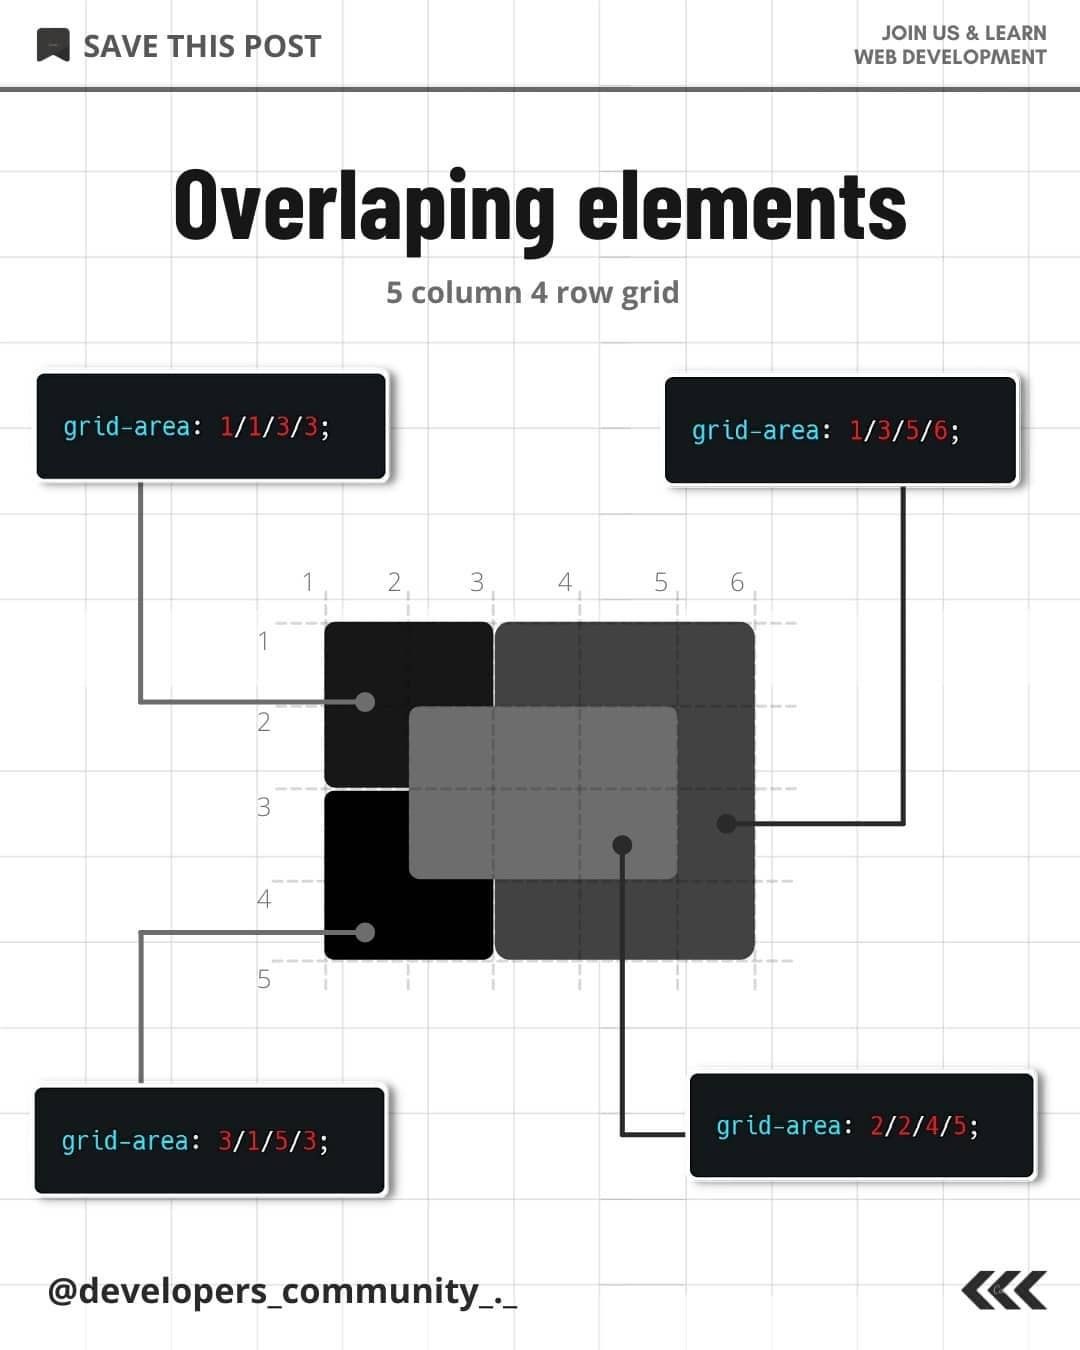 SAVE THIS POST
JOIN US & LEARN
WEB DEVELOPMENT
Overlaping elements
5 column 4 row grid
grid-area: 1/1/3/3;
grid-area: 1/3/5/6;
1 2 3 4 5 6
1
2
3
4
5
grid-area: 3/1/5/3;
grid-area: 2/2/4/5;
@developers_community_._